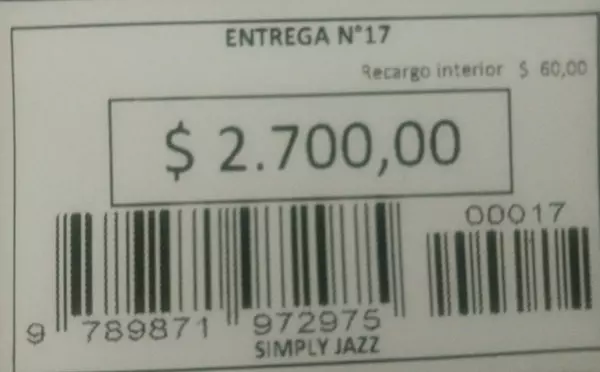 ENTREGA N°17
Recargo interior $ 60,00
$ 2.700,00
00017
9 789871 972975
SIMPLY JAZZ